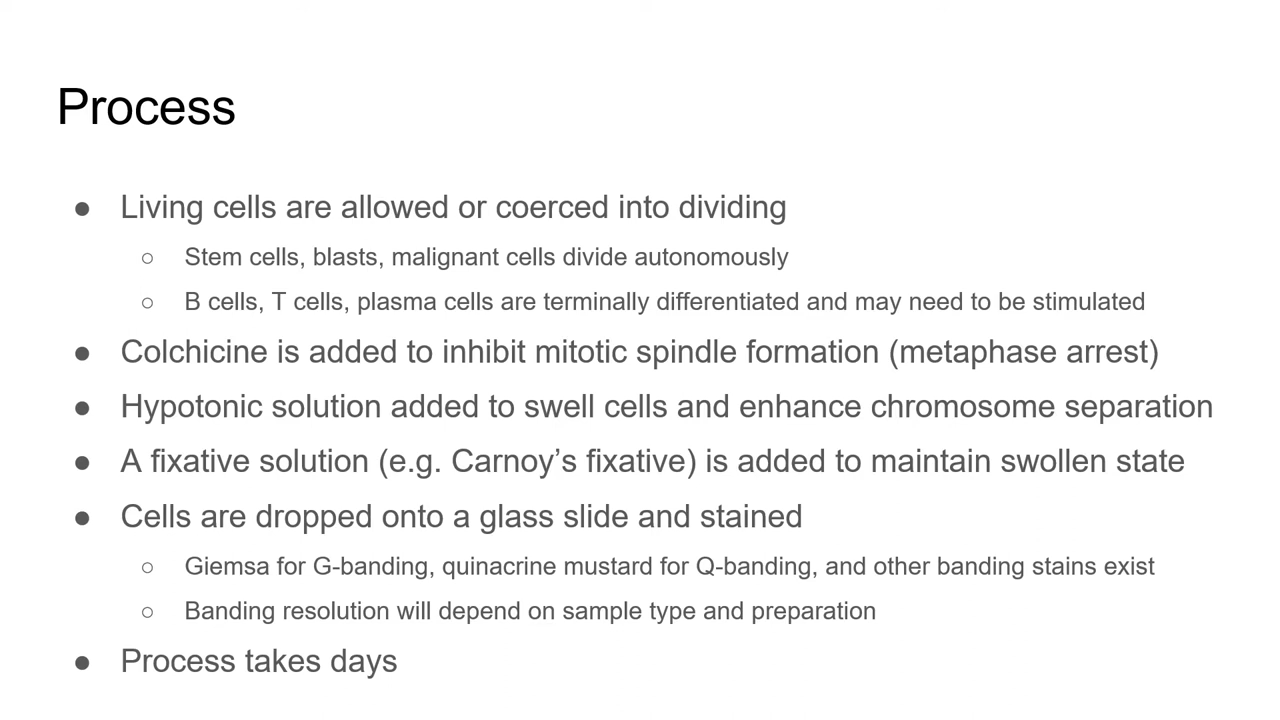 Process
● Living cells are allowed or coerced into dividing
○ Stem cells, blasts, malignant cells divide autonomously
○ B cells, T cells, plasma cells are terminally differentiated and may need to be stimulated
● Colchicine is added to inhibit mitotic spindle formation (metaphase arrest)
● Hypotonic solution added to swell cells and enhance chromosome separation
● A fixative solution (e.g. Carnoy’s fixative) is added to maintain swollen state
● Cells are dropped onto a glass slide and stained
○ Giemsa for G-banding, quinacrine mustard for Q-banding, and other banding stains exist
○ Banding resolution will depend on sample type and preparation
● Process takes days